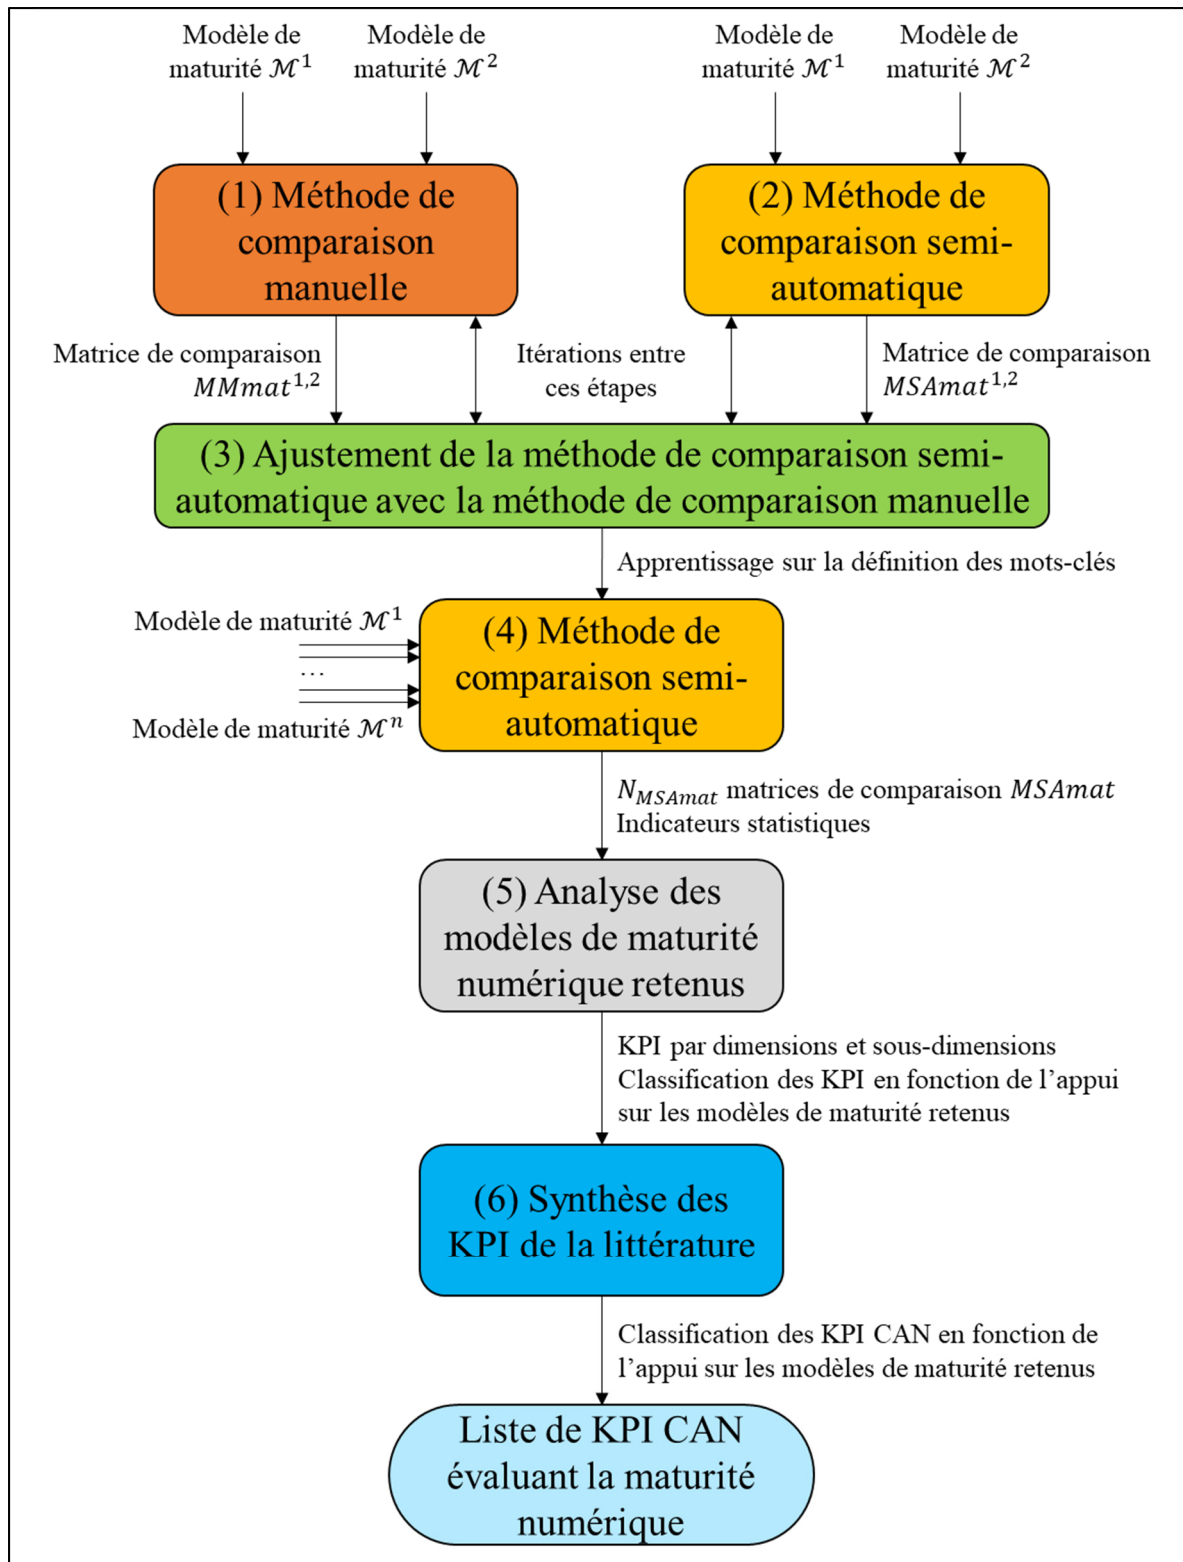 Modèle de
maturité ℳ¹
Modèle de
maturité ℳ²
Modèle de
maturité ℳ¹
Modèle de
maturité ℳ²
(1) Méthode de
comparaison
manuelle
(2) Méthode de
comparaison semi-
automatique
Matrice de comparaison
MMmat¹,²
Itérations entre
ces étapes
Matrice de comparaison
MSAmat¹,²
(3) Ajustement de la méthode de comparaison semi-
automatique avec la méthode de comparaison manuelle
Apprentissage sur la définition des mots-clés
Modèle de maturité ℳ¹
...
Modèle de maturité ℳⁿ
(4) Méthode de
comparaison semi-
automatique
N_MSAmat matrices de comparaison MSAmat
Indicateurs statistiques
(5) Analyse des
modèles de maturité
numérique retenus
KPI par dimensions et sous-dimensions
Classification des KPI en fonction de l’appui
sur les modèles de maturité retenus
(6) Synthèse des
KPI de la littérature
Classification des KPI CAN en fonction de
l’appui sur les modèles de maturité retenus
Liste de KPI CAN
évaluant la maturité
numérique